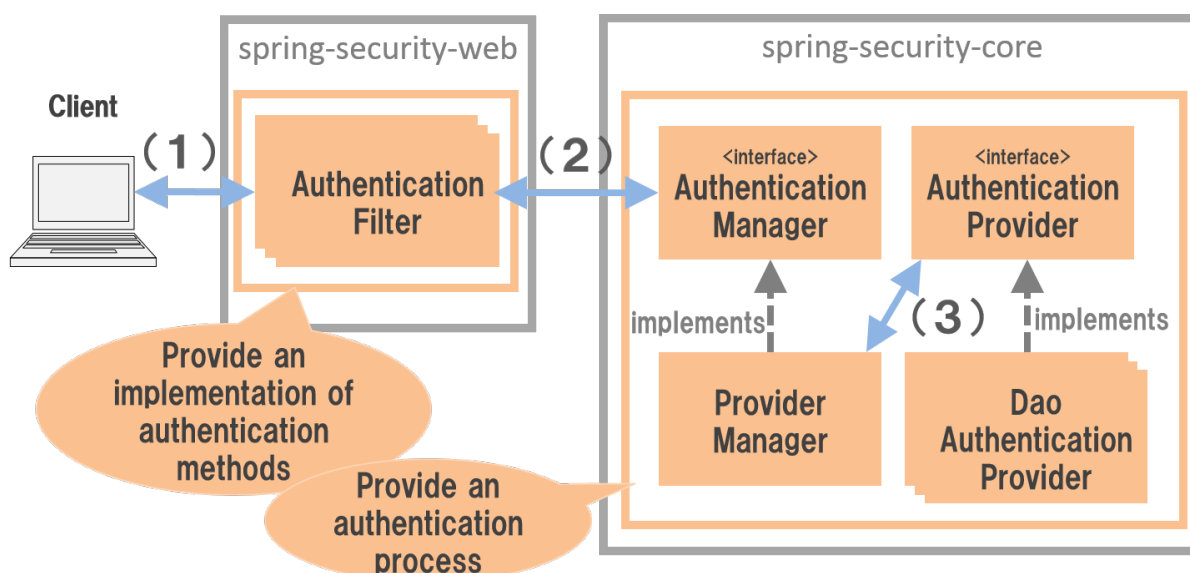 spring-security-web
spring-security-core
Client
(1)
Authentication
Filter
(2)
<interface>
Authentication
Manager
<interface>
Authentication
Provider
implements
(3)
implements
Provider
Manager
Dao
Authentication
Provider
Provide an
implementation of
authentication
methods
Provide an
authentication
process